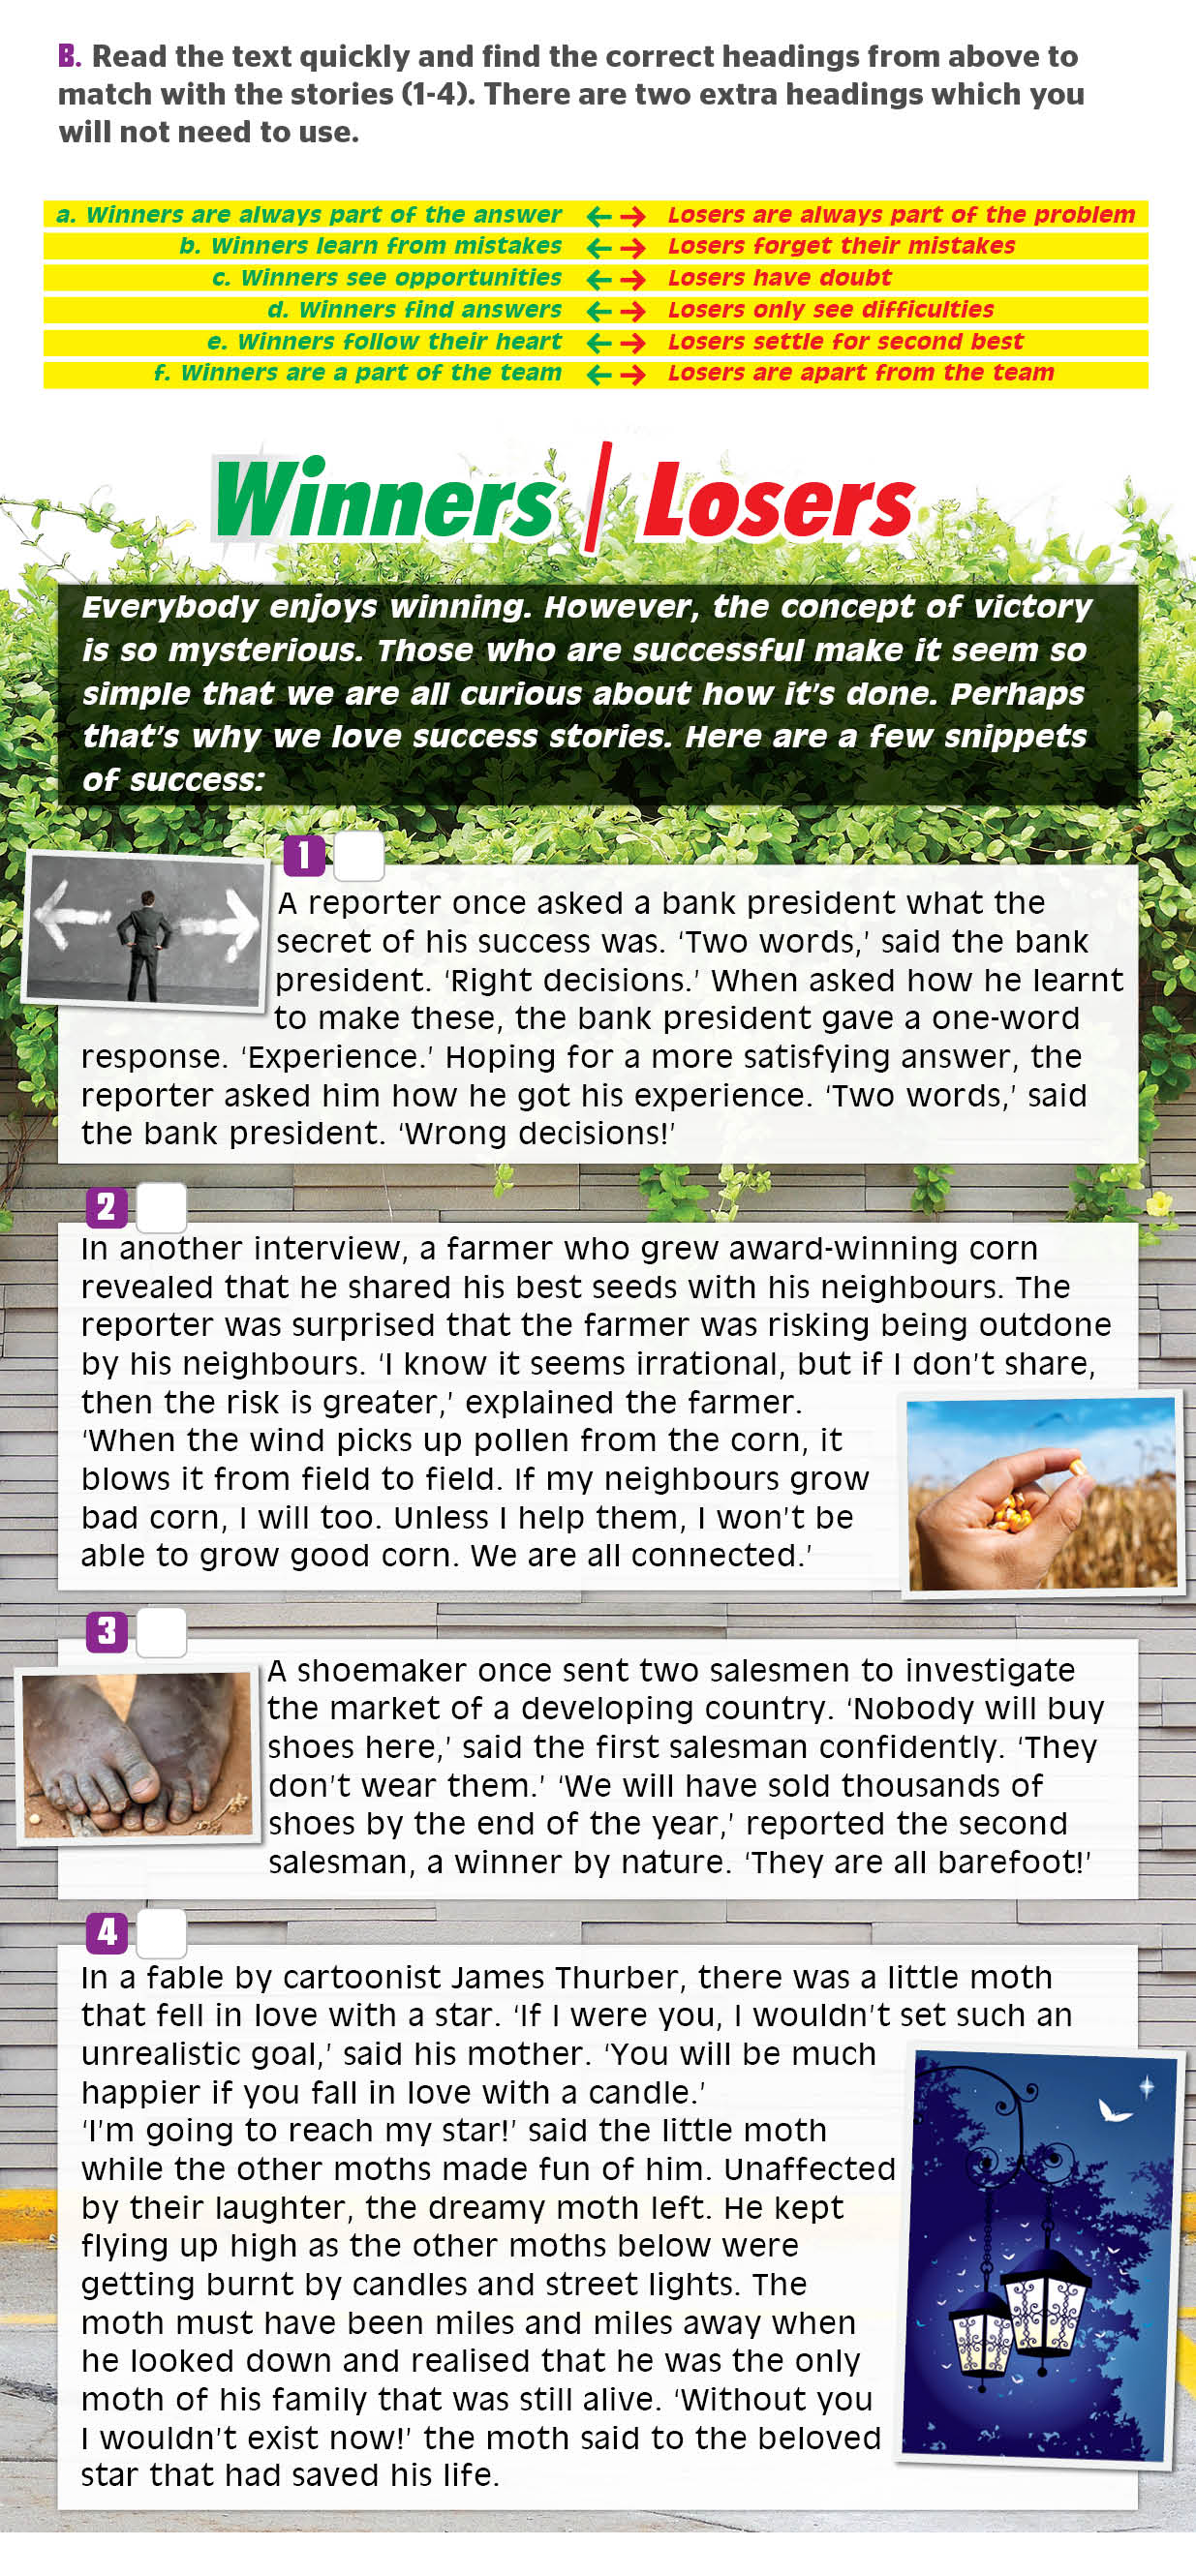 B. Read the text quickly and find the correct headings from above to
match with the stories (1-4). There are two extra headings which you
will not need to use.
a. Winners are always part of the answer ←→ Losers are always part of the problem
b. Winners learn from mistakes ←→ Losers forget their mistakes
c. Winners see opportunities ←→ Losers have doubt
d. Winners find answers ←→ Losers only see difficulties
e. Winners follow their heart ←→ Losers settle for second best
f. Winners are a part of the team ←→ Losers are apart from the team
Winners / Losers
Everybody enjoys winning. However, the concept of victory
is so mysterious. Those who are successful make it seem so
simple that we are all curious about how it's done. Perhaps
that's why we love success stories. Here are a few snippets
of success:
1
A reporter once asked a bank president what the
secret of his success was. ‘Two words,’ said the bank
president. ‘Right decisions.’ When asked how he learnt
to make these, the bank president gave a one-word
response. ‘Experience.’ Hoping for a more satisfying answer, the
reporter asked him how he got his experience. ‘Two words,’ said
the bank president. ‘Wrong decisions!’
2
In another interview, a farmer who grew award-winning corn
revealed that he shared his best seeds with his neighbours. The
reporter was surprised that the farmer was risking being outdone
by his neighbours. ‘I know it seems irrational, but if I don’t share,
then the risk is greater,’ explained the farmer.
‘When the wind picks up pollen from the corn, it
blows it from field to field. If my neighbours grow
bad corn, I will too. Unless I help them, I won’t be
able to grow good corn. We are all connected.’
3
A shoemaker once sent two salesmen to investigate
the market of a developing country. ‘Nobody will buy
shoes here,’ said the first salesman confidently. ‘They
don’t wear them.’ ‘We will have sold thousands of
shoes by the end of the year,’ reported the second
salesman, a winner by nature. ‘They are all barefoot!’
4
In a fable by cartoonist James Thurber, there was a little moth
that fell in love with a star. ‘If I were you, I wouldn’t set such an
unrealistic goal,’ said his mother. ‘You will be much
happier if you fall in love with a candle.’
‘I’m going to reach my star!’ said the little moth
while the other moths made fun of him. Unaffected
by their laughter, the dreamy moth left. He kept
flying up high as the other moths below were
getting burnt by candles and street lights. The
moth must have been miles and miles away when
he looked down and realised that he was the only
moth of his family that was still alive. ‘Without you
I wouldn’t exist now!’ the moth said to the beloved
star that had saved his life.